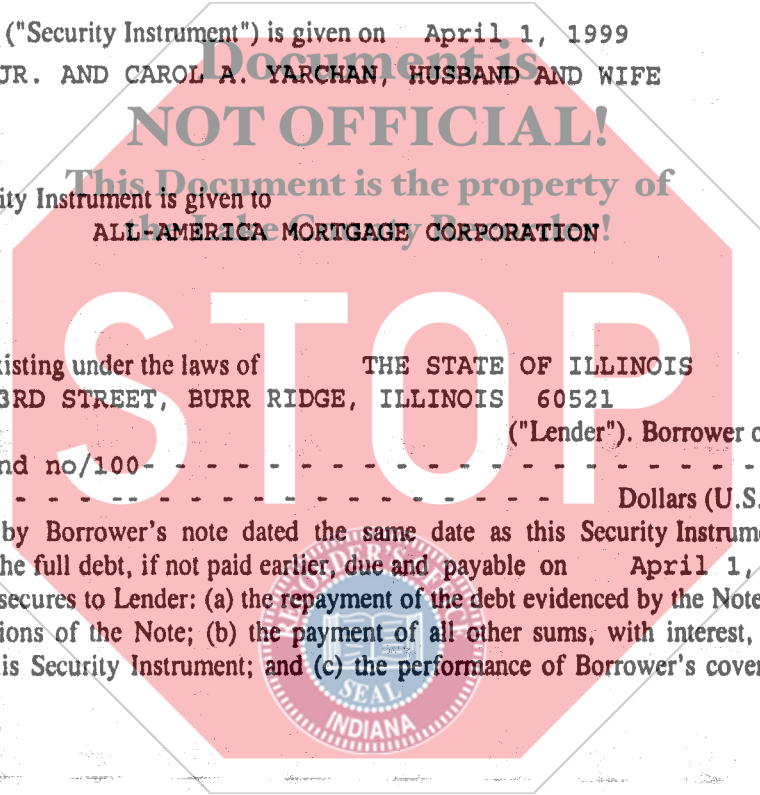 ("Security Instrument") is given on April 1, 1999
JR. AND CAROL A. YARCHAN, HUSBAND AND WIFE
Document is
NOT OFFICIAL!
This Document is the property of
the Lake County Recorder!
ity Instrument is given to
ALL-AMERICA MORTGAGE CORPORATION
STOP
xisting under the laws of THE STATE OF ILLINOIS
3RD STREET, BURR RIDGE, ILLINOIS 60521
("Lender"). Borrower o
nd no/100- - - - - - - - - - - - - - - - - - - -
- - - - -- - - - - - - - - - - - - - Dollars (U.S.
by Borrower's note dated the same date as this Security Instrume
he full debt, if not paid earlier, due and payable on April 1,
secures to Lender: (a) the repayment of the debt evidenced by the Note
ions of the Note; (b) the payment of all other sums, with interest,
is Security Instrument; and (c) the performance of Borrower's cover
SEAL
INDIANA